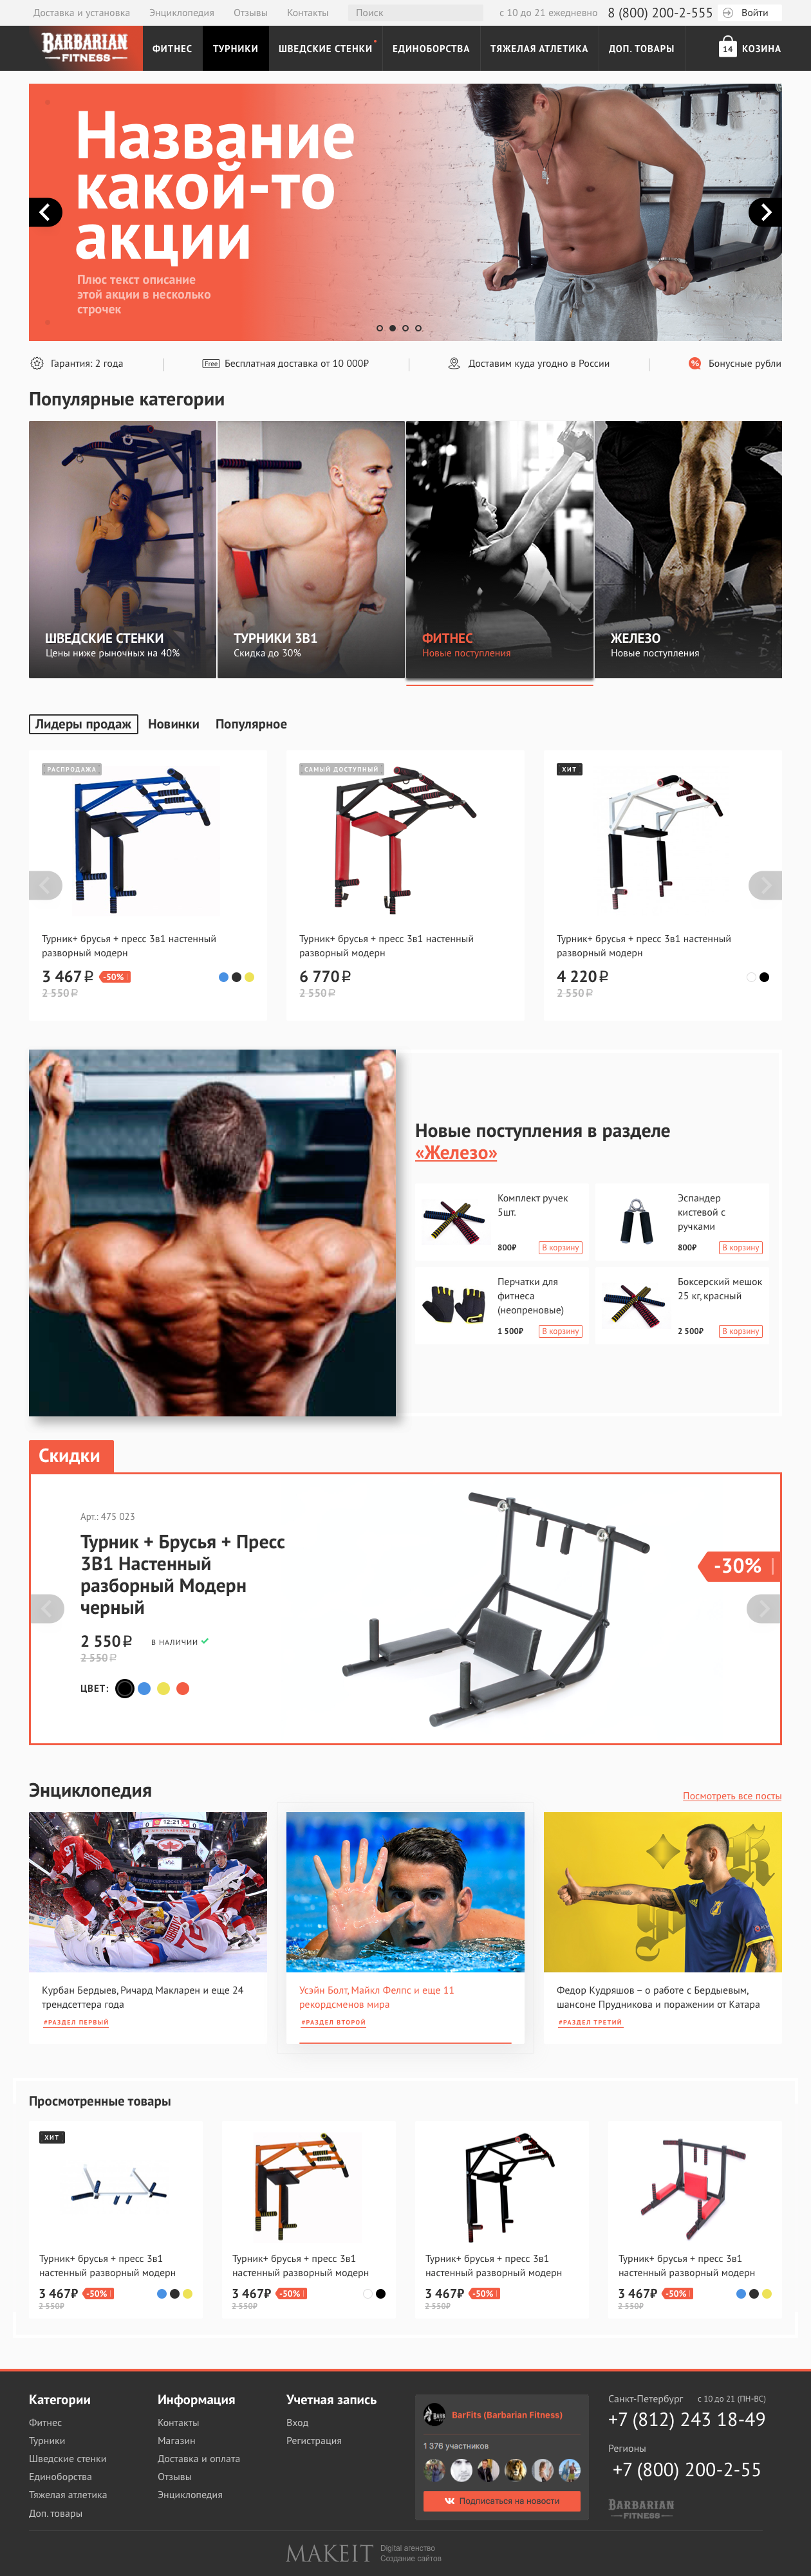 Доставка и установка Энциклопедия Отзывы Контакты Поиск с 10 до 21 ежедневно 8 (800) 200-2-555 Войти
BARBARIAN
FITNESS
ФИТНЕС ТУРНИКИ ШВЕДСКИЕ СТЕНКИ ЕДИНОБОРСТВА ТЯЖЕЛАЯ АТЛЕТИКА ДОП. ТОВАРЫ 14 КОЗИНА
Название
какой-то
акции
Плюс текст описание
этой акции в несколько
строчек
Гарантия: 2 года Free Бесплатная доставка от 10 000₽ Доставим куда угодно в России % Бонусные рубли
Популярные категории
ШВЕДСКИЕ СТЕНКИ
Цены ниже рыночных на 40%
ТУРНИКИ 3В1
Скидка до 30%
ФИТНЕС
Новые поступления
ЖЕЛЕЗО
Новые поступления
Лидеры продаж Новинки Популярное
РАСПРОДАЖА
Турник+ брусья + пресс 3в1 настенный
разворный модерн
3 467₽ -50%
2 550₽
САМЫЙ ДОСТУПНЫЙ
Турник+ брусья + пресс 3в1 настенный
разворный модерн
6 770₽
2 550₽
ХИТ
Турник+ брусья + пресс 3в1 настенный
разворный модерн
4 220₽
2 550₽
Новые поступления в разделе
«Железо»
Комплект ручек
5шт.
800₽ В корзину
Эспандер
кистевой с
ручками
800₽ В корзину
Перчатки для
фитнеса
(неопреновые)
1 500₽ В корзину
Боксерский мешок
25 кг, красный
2 500₽ В корзину
Скидки
Арт.: 475 023
Турник + Брусья + Пресс
3В1 Настенный
разборный Модерн
черный
2 550₽ В НАЛИЧИИ
2 550₽
ЦВЕТ:
-30%
Энциклопедия
Посмотреть все посты
12:21
97
Курбан Бердыев, Ричард Макларен и еще 24
трендсеттера года
#РАЗДЕЛ ПЕРВЫЙ
Усэйн Болт, Майкл Фелпс и еще 11
рекордсменов мира
#РАЗДЕЛ ВТОРОЙ
Федор Кудряшов – о работе с Бердыевым,
шансоне Прудникова и поражении от Катара
#РАЗДЕЛ ТРЕТИЙ
Просмотренные товары
ХИТ
Турник+ брусья + пресс 3в1
настенный разворный модерн
3 467₽ -50%
2 550₽
Турник+ брусья + пресс 3в1
настенный разворный модерн
3 467₽ -50%
2 550₽
Турник+ брусья + пресс 3в1
настенный разворный модерн
3 467₽ -50%
2 550₽
Турник+ брусья + пресс 3в1
настенный разворный модерн
3 467₽ -50%
2 550₽
Категории
Фитнес
Турники
Шведские стенки
Единоборства
Тяжелая атлетика
Доп. товары
Информация
Контакты
Магазин
Доставка и оплата
Отзывы
Энциклопедия
Учетная запись
Вход
Регистрация
BarFits (Barbarian Fitness)
1 376 участников
Подписаться на новости
Санкт-Петербург с 10 до 21 (ПН-ВС)
+7 (812) 243 18-49
Регионы
+7 (800) 200-2-55
BARBARIAN
FITNESS
MAKEIT
Digital агенство
Создание сайтов